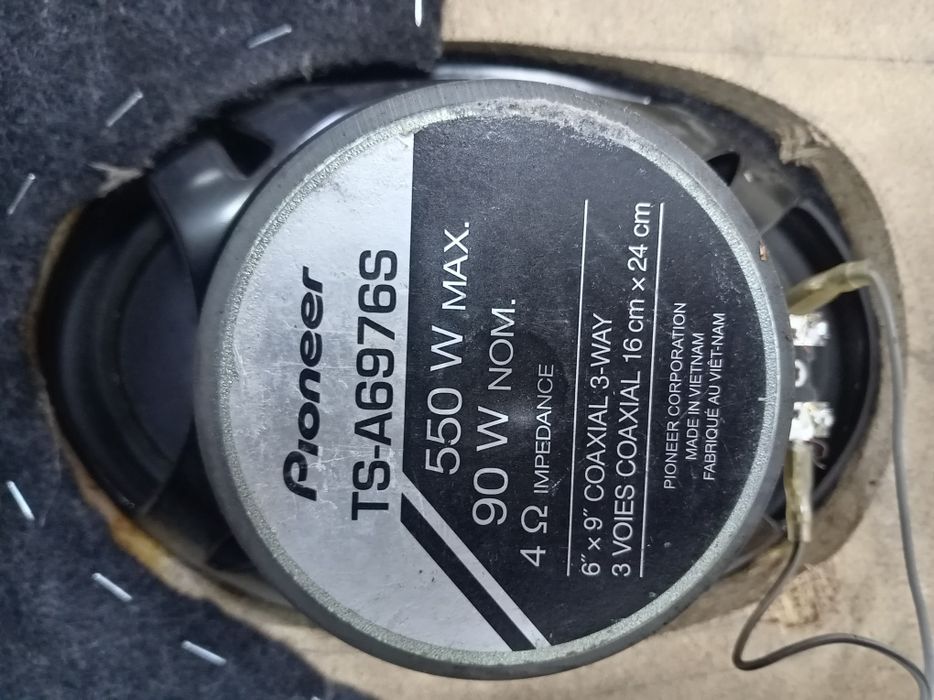 Pioneer
TS-A6976S
550 W MAX.
90 W NOM.
4 Ω IMPEDANCE
6″ × 9″ COAXIAL 3-WAY
3 VOIES COAXIAL 16 cm × 24 cm
PIONEER CORPORATION
MADE IN VIETNAM
FABRIQUÉ AU VIÊT-NAM